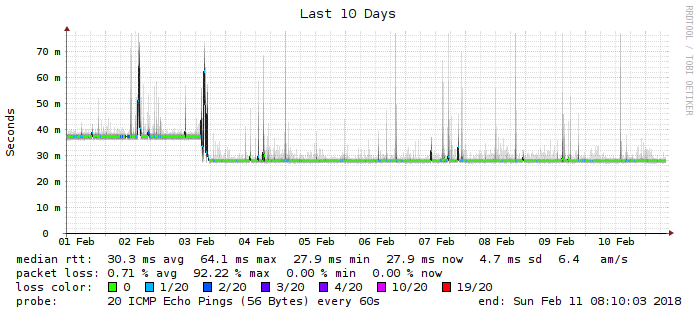 Last 10 Days
RRDTOOL / TOBI OETIKER
Seconds
70 m
60 m
50 m
40 m
30 m
20 m
10 m
0
01 Feb 02 Feb 03 Feb 04 Feb 05 Feb 06 Feb 07 Feb 08 Feb 09 Feb 10 Feb
median rtt: 30.3 ms avg 64.1 ms max 27.9 ms min 27.9 ms now 4.7 ms sd 6.4 am/s
packet loss: 0.71 % avg 92.22 % max 0.00 % min 0.00 % now
loss color: 0 1/20 2/20 3/20 4/20 10/20 19/20
probe: 20 ICMP Echo Pings (56 Bytes) every 60s end: Sun Feb 11 08:10:03 2018